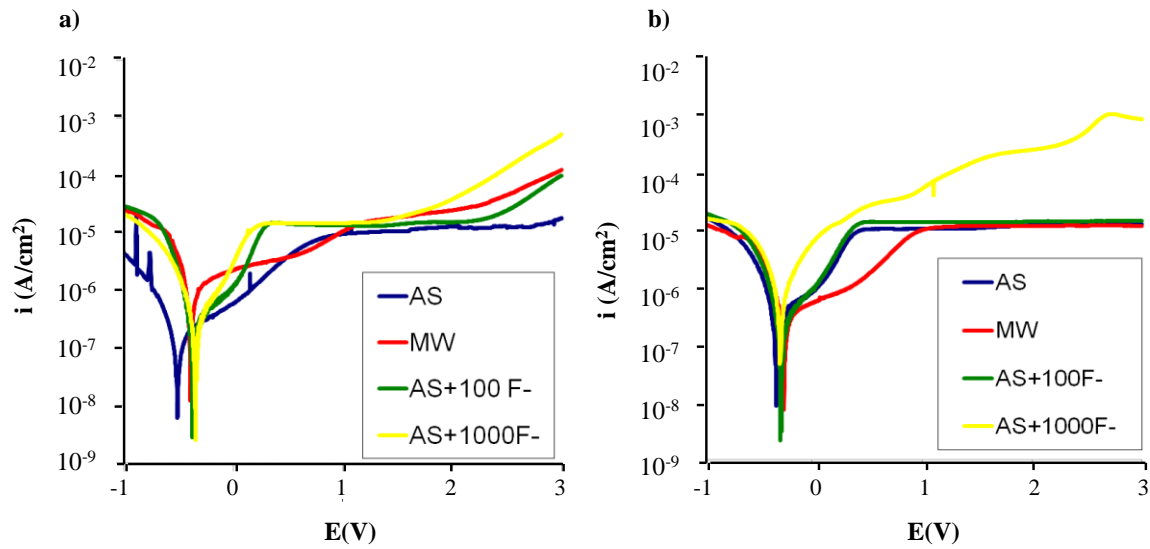 a)
i (A/cm²)
10⁻²
10⁻³
10⁻⁴
10⁻⁵
10⁻⁶
10⁻⁷
10⁻⁸
10⁻⁹
-1
0
1
2
3
E(V)
AS
MW
AS+100 F-
AS+1000F-
b)
i (A/cm²)
10⁻²
10⁻³
10⁻⁴
10⁻⁵
10⁻⁶
10⁻⁷
10⁻⁸
10⁻⁹
-1
0
1
2
3
E(V)
AS
MW
AS+100F-
AS+1000F-